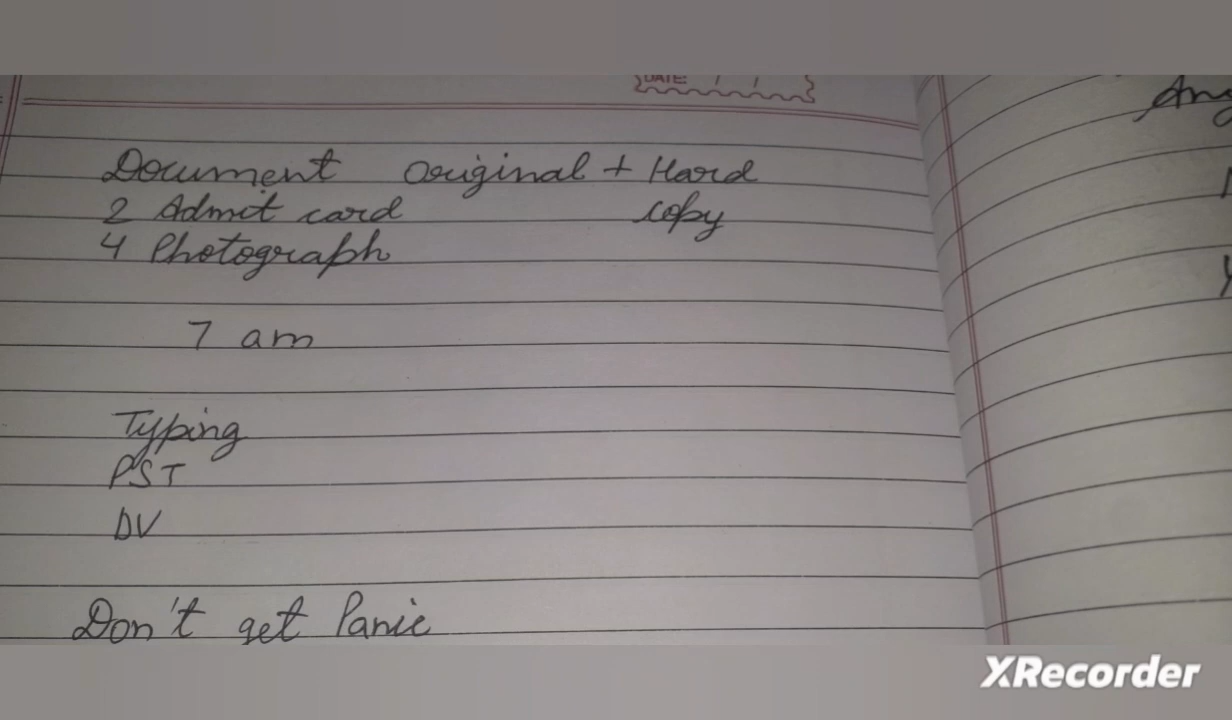 DATE: / /
Document Original + Hard
2 Admit card copy
4 Photograph
7 am
Typing
PST
DV
Don't get Panic
XRecorder